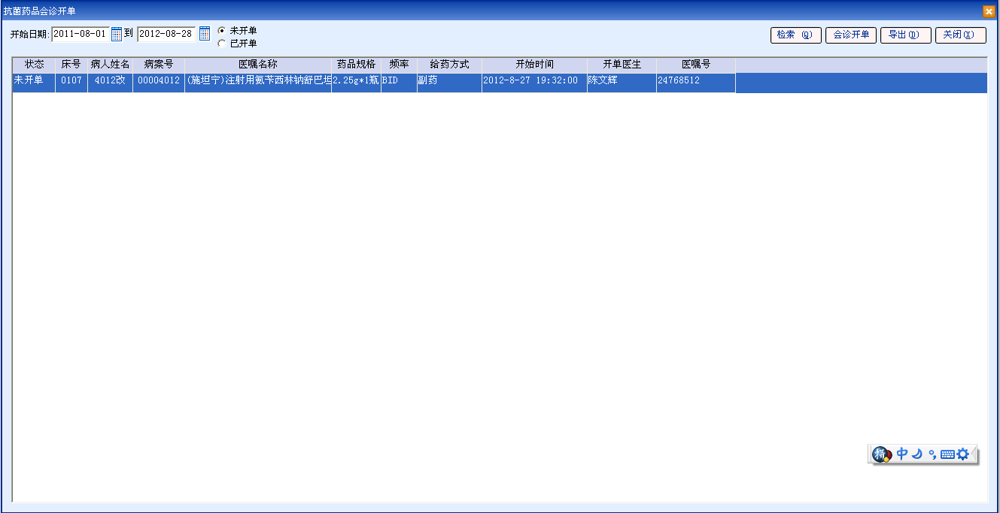 抗菌药品会诊开单
开始日期: 2011-08-01 到 2012-08-28 未开单
已开单
检索 (Q) 会诊开单 导出(D) 关闭(X)
状态 床号 病人姓名 病案号 医嘱名称 药品规格 频率 给药方式 开始时间 开单医生 医嘱号
未开单 0107 4012改 00004012 (施坦宁)注射用氨苄西林钠舒巴坦 2.25g*1瓶 BID 副药 2012-8-27 19:32:00 陈文辉 24768512
中